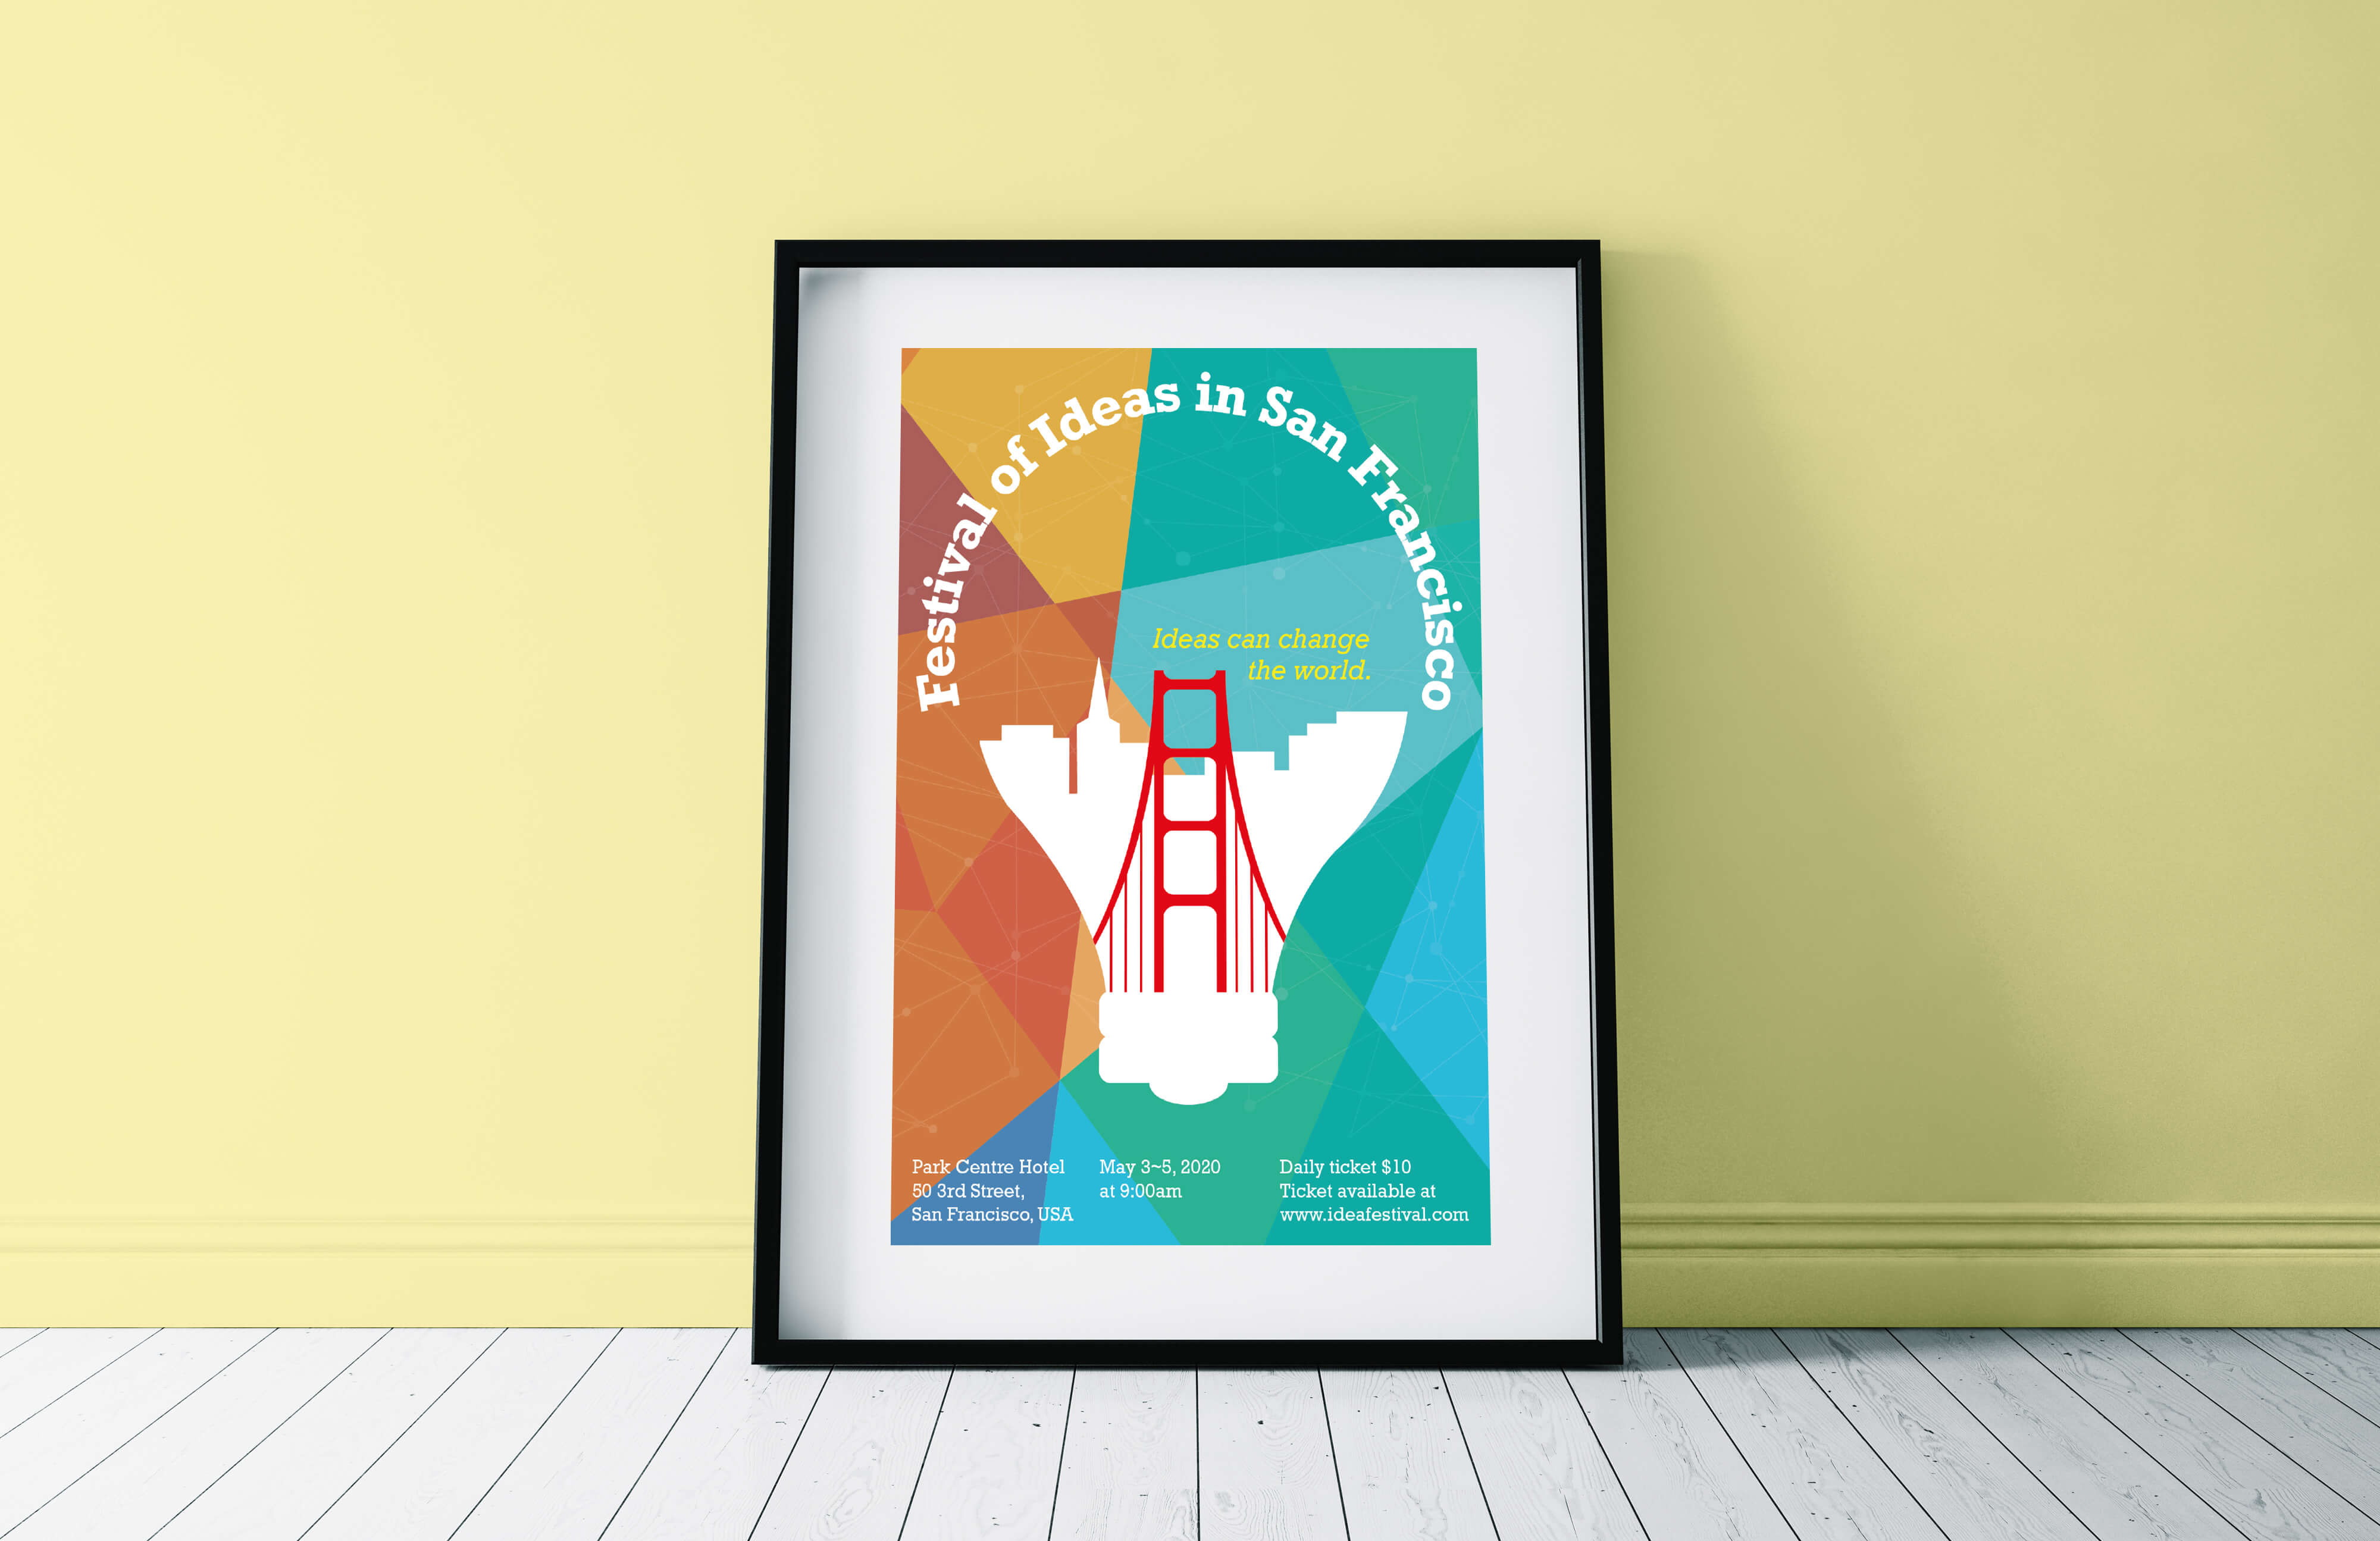 Festival of Ideas in San Francisco
Ideas can change
the world.
Park Centre Hotel
50 3rd Street,
San Francisco, USA
May 3~5, 2020
at 9:00am
Daily ticket $10
Ticket available at
www.ideafestival.com